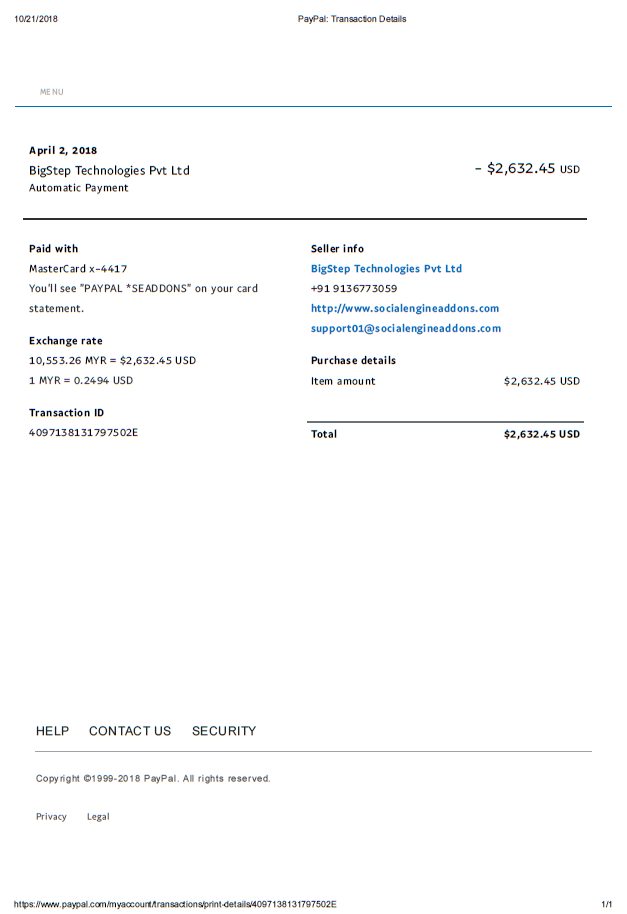 10/21/2018 PayPal: Transaction Details
MENU
April 2, 2018
BigStep Technologies Pvt Ltd - $2,632.45 USD
Automatic Payment
Paid with
MasterCard x-4417
You'll see "PAYPAL *SEADDONS" on your card
statement.
Exchange rate
10,553.26 MYR = $2,632.45 USD
1 MYR = 0.2494 USD
Transaction ID
4097138131797502E
Seller info
BigStep Technologies Pvt Ltd
+91 9136773059
http://www.socialengineaddons.com
support01@socialengineaddons.com
Purchase details
Item amount $2,632.45 USD
Total $2,632.45 USD
HELP CONTACT US SECURITY
Copyright ©1999-2018 PayPal. All rights reserved.
Privacy Legal
https://www.paypal.com/myaccount/transactions/print-details/4097138131797502E 1/1